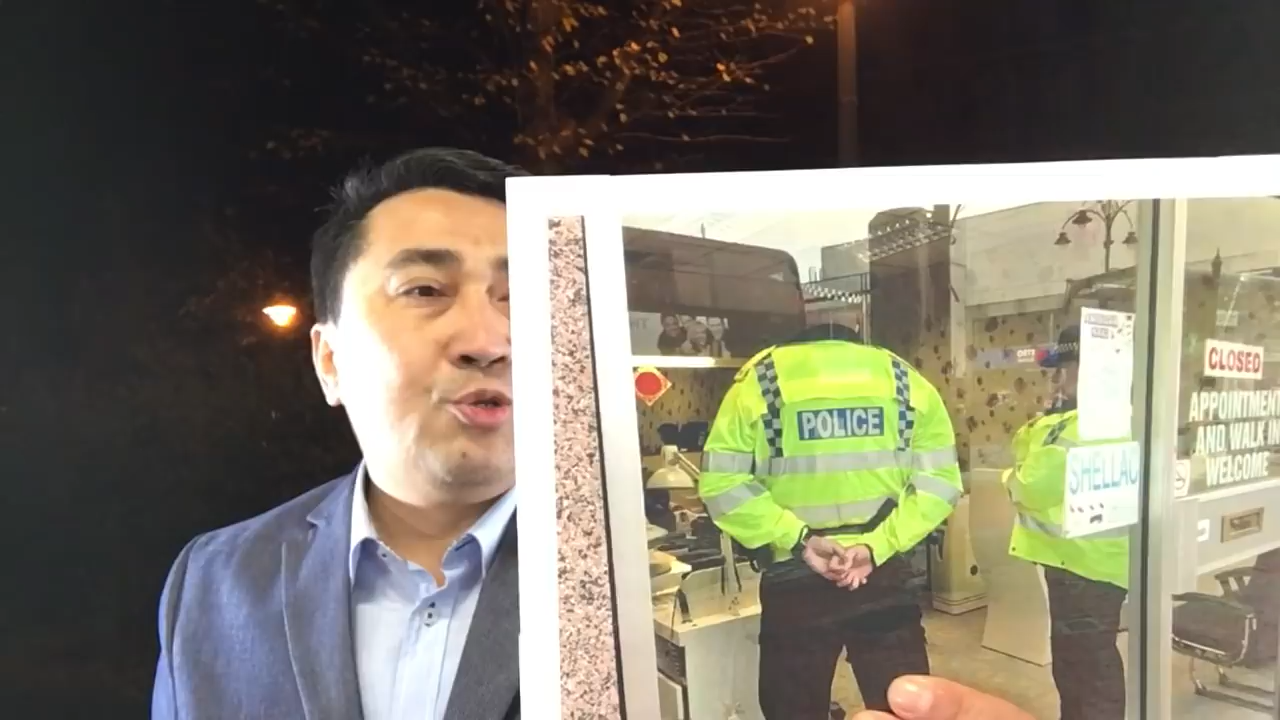 POLICE
SHELLAC
CLOSED
APPOINTMENT
AND WALK IN
WELCOME